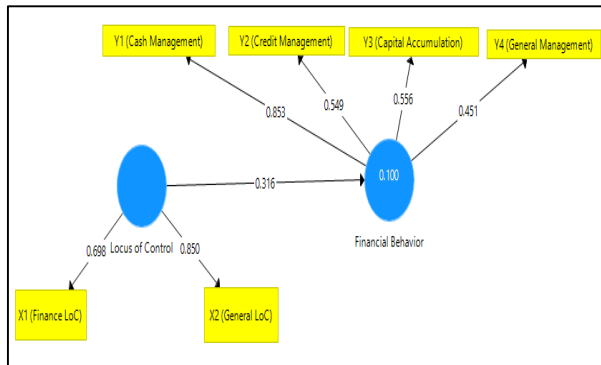 Y1 (Cash Management)
Y2 (Credit Management)
Y3 (Capital Accumulation)
Y4 (General Management)
0.853
0.549
0.556
0.451
0.316
0.100
Locus of Control
Financial Behavior
0.698
0.850
X1 (Finance LoC)
X2 (General LoC)